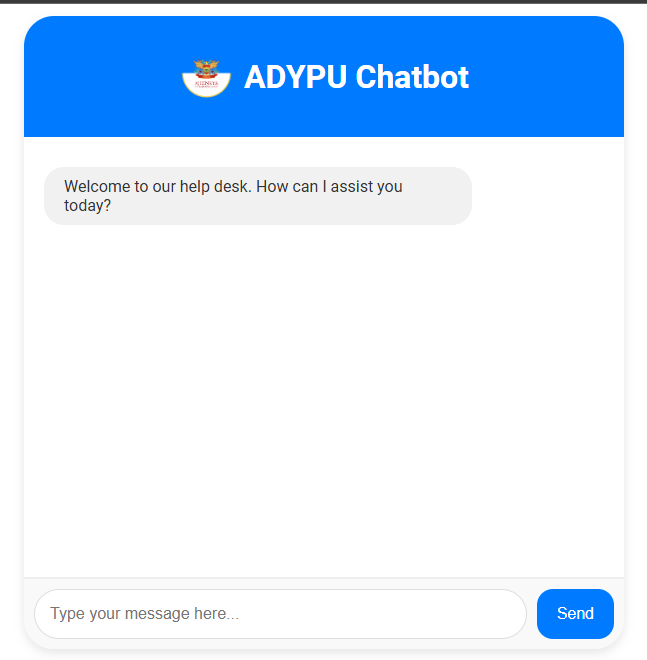 ADYPU Chatbot
Welcome to our help desk. How can I assist you
today?
Type your message here...
Send